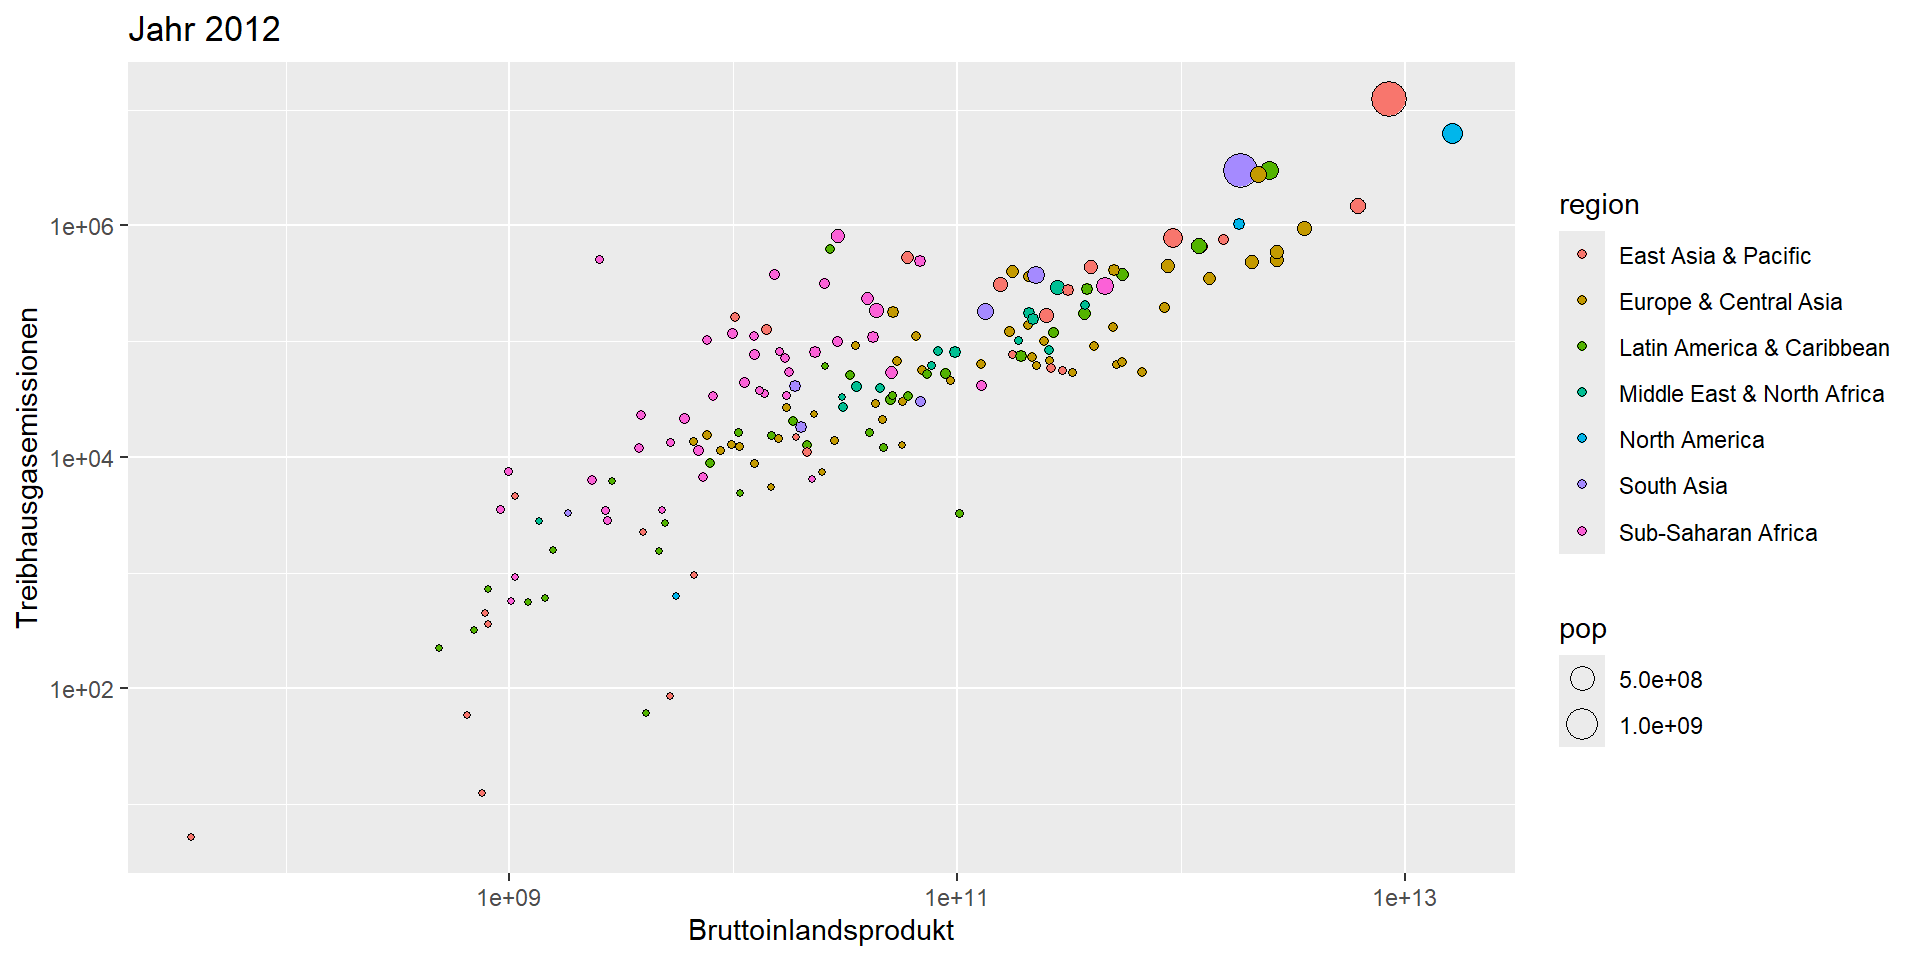 Jahr 2012
Treibhausgasemissionen
1e+06
1e+04
1e+02
1e+09
1e+11
1e+13
Bruttoinlandsprodukt
region
East Asia & Pacific
Europe & Central Asia
Latin America & Caribbean
Middle East & North Africa
North America
South Asia
Sub-Saharan Africa
pop
5.0e+08
1.0e+09